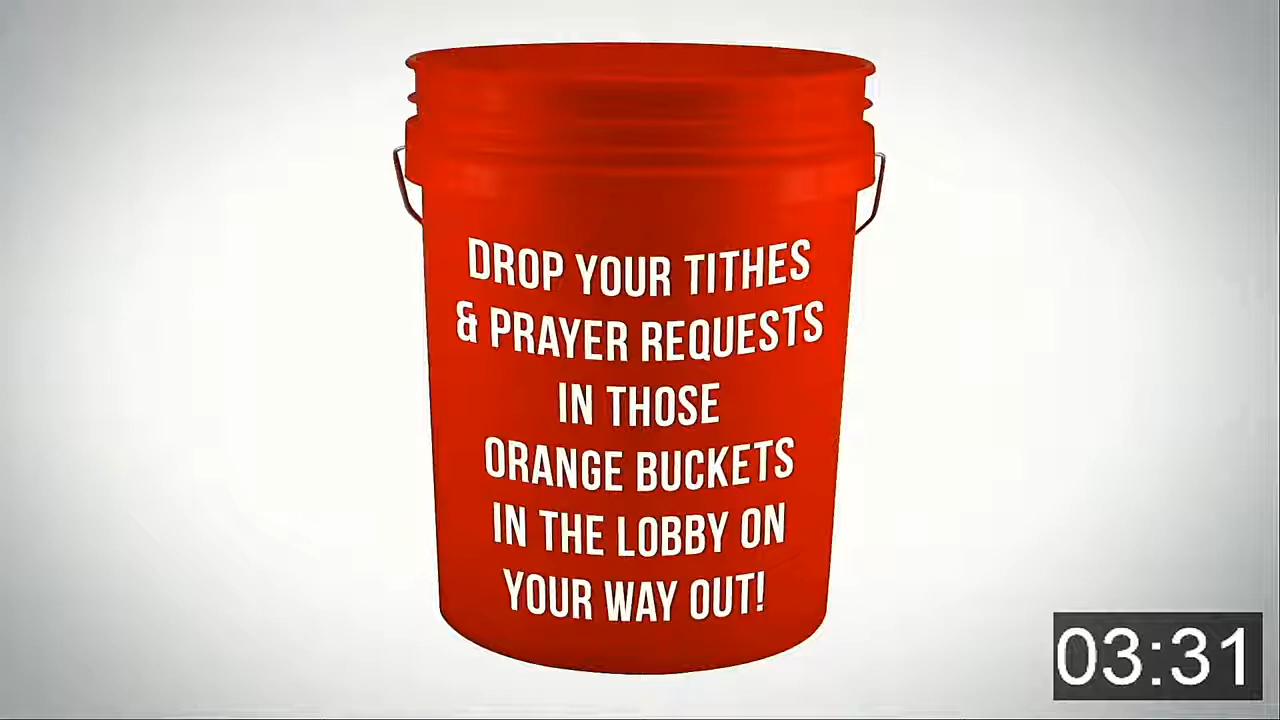 DROP YOUR TITHES
& PRAYER REQUESTS
IN THOSE
ORANGE BUCKETS
IN THE LOBBY ON
YOUR WAY OUT!
03:31